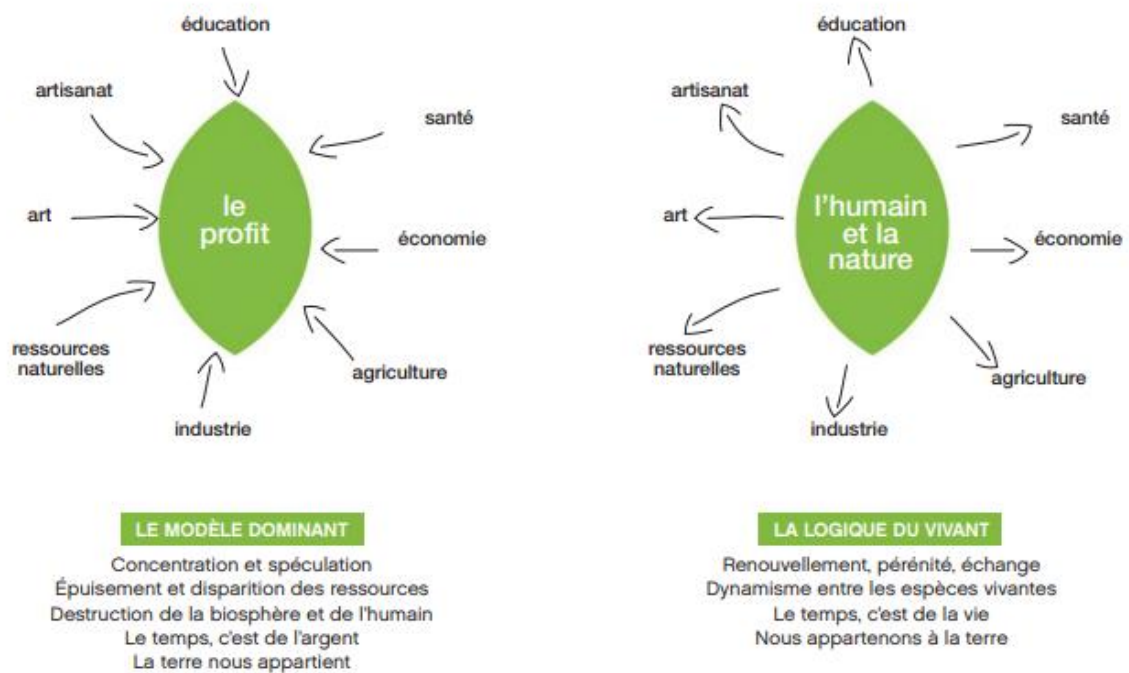 éducation
artisanat
santé
le
profit
art
économie
ressources
naturelles
agriculture
industrie
LE MODÈLE DOMINANT
Concentration et spéculation
Épuisement et disparition des ressources
Destruction de la biosphère et de l'humain
Le temps, c'est de l'argent
La terre nous appartient
éducation
artisanat
santé
l'humain
et la
nature
art
économie
ressources
naturelles
agriculture
industrie
LA LOGIQUE DU VIVANT
Renouvellement, pérénité, échange
Dynamisme entre les espèces vivantes
Le temps, c'est de la vie
Nous appartenons à la terre